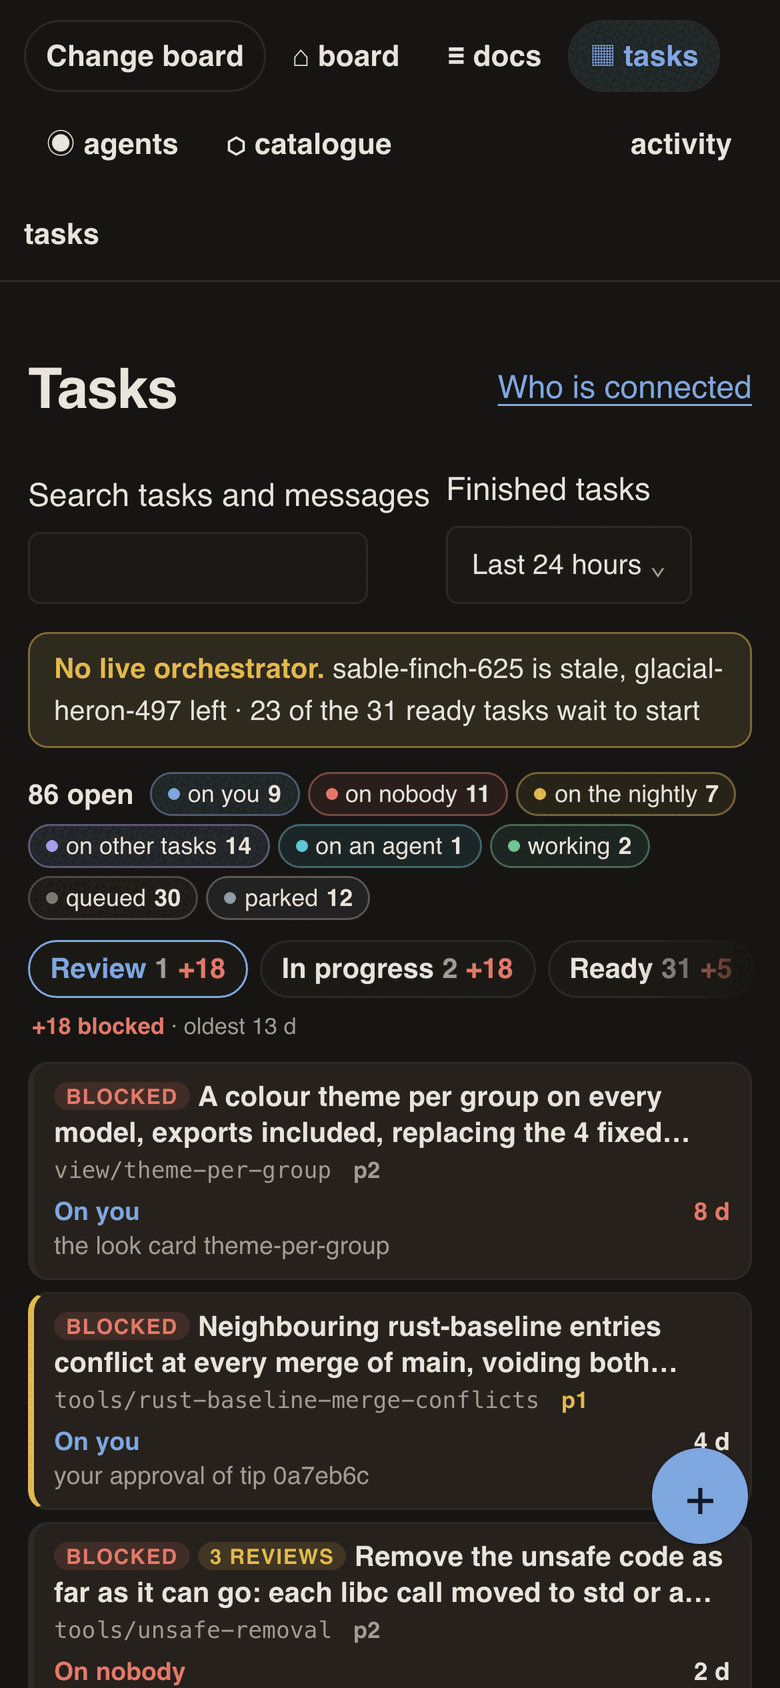 Change board ⌂ board ≡ docs ▦ tasks
◉ agents ⬡ catalogue activity
tasks
Tasks Who is connected
Search tasks and messages Finished tasks
Last 24 hours
No live orchestrator. sable-finch-625 is stale, glacial-
heron-497 left · 23 of the 31 ready tasks wait to start
86 open on you 9 on nobody 11 on the nightly 7
on other tasks 14 on an agent 1 working 2
queued 30 parked 12
Review 1 +18 In progress 2 +18 Ready 31 +5
+18 blocked · oldest 13 d
BLOCKED A colour theme per group on every
model, exports included, replacing the 4 fixed…
view/theme-per-group p2
On you 8 d
the look card theme-per-group
BLOCKED Neighbouring rust-baseline entries
conflict at every merge of main, voiding both…
tools/rust-baseline-merge-conflicts p1
On you 4 d
your approval of tip 0a7eb6c
+
BLOCKED 3 REVIEWS Remove the unsafe code as
far as it can go: each libc call moved to std or a…
tools/unsafe-removal p2
On nobody 2 d